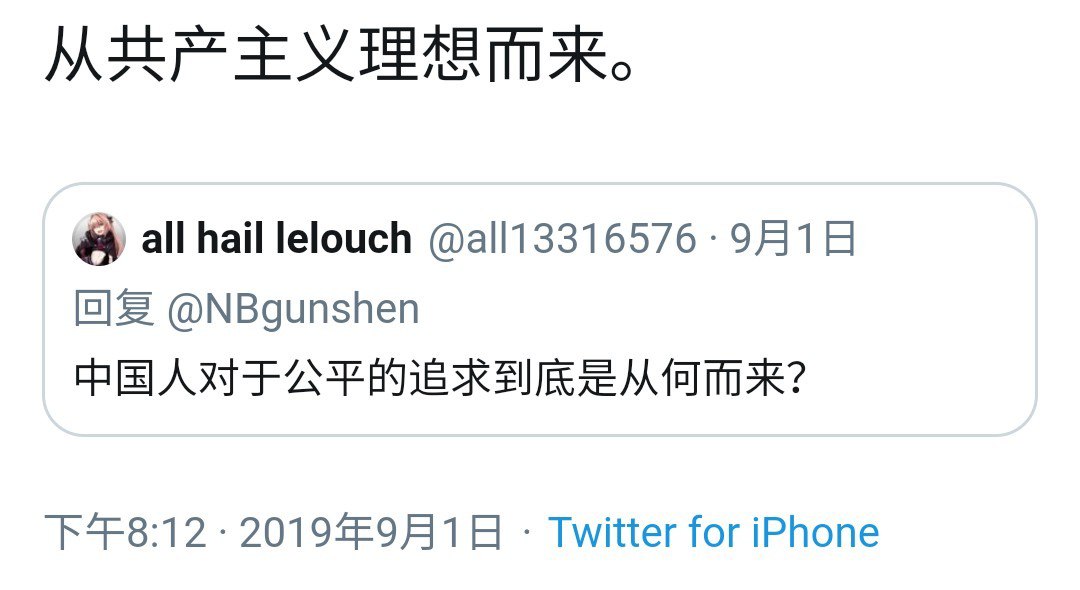 从共产主义理想而来。
all hail lelouch @all13316576 · 9月1日
回复 @NBgunshen
中国人对于公平的追求到底是从何而来?
下午8:12 · 2019年9月1日 · Twitter for iPhone